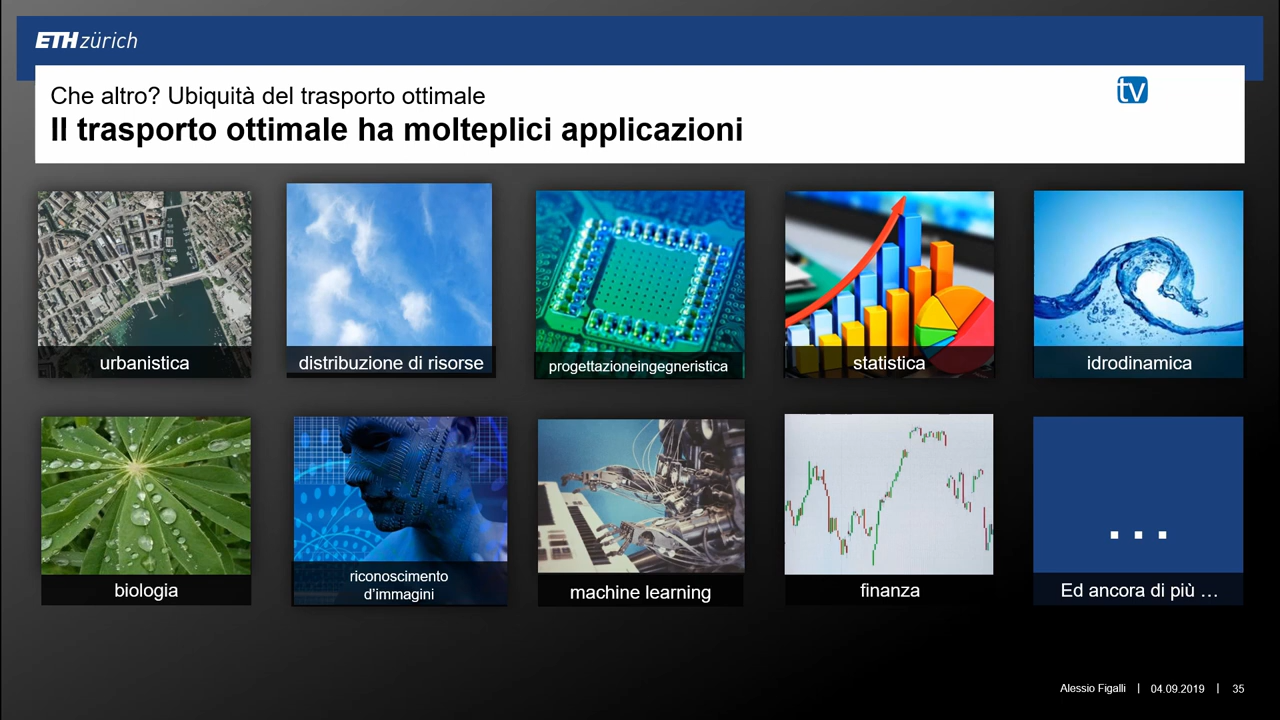 ETH zürich
tv
Che altro? Ubiquità del trasporto ottimale
Il trasporto ottimale ha molteplici applicazioni
urbanistica
distribuzione di risorse
progettazioneingegneristica
statistica
idrodinamica
biologia
riconoscimento
d'immagini
machine learning
finanza
...
Ed ancora di più ...
Alessio Figalli | 04.09.2019 | 35